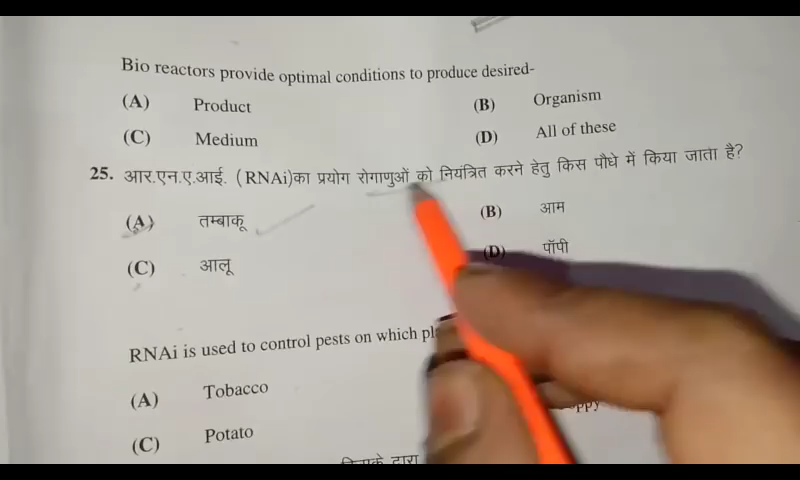 Bio reactors provide optimal conditions to produce desired-
(A) Product (B) Organism
(C) Medium (D) All of these
25. आर.एन.ए.आई. (RNAi)का प्रयोग रोगाणुओं को नियंत्रित करने हेतु किस पौधे में किया जाता है?
(A) तम्बाकू (B) आम
(C) आलू (D) पॉपी
RNAi is used to control pests on which
(A) Tobacco
(C) Potato